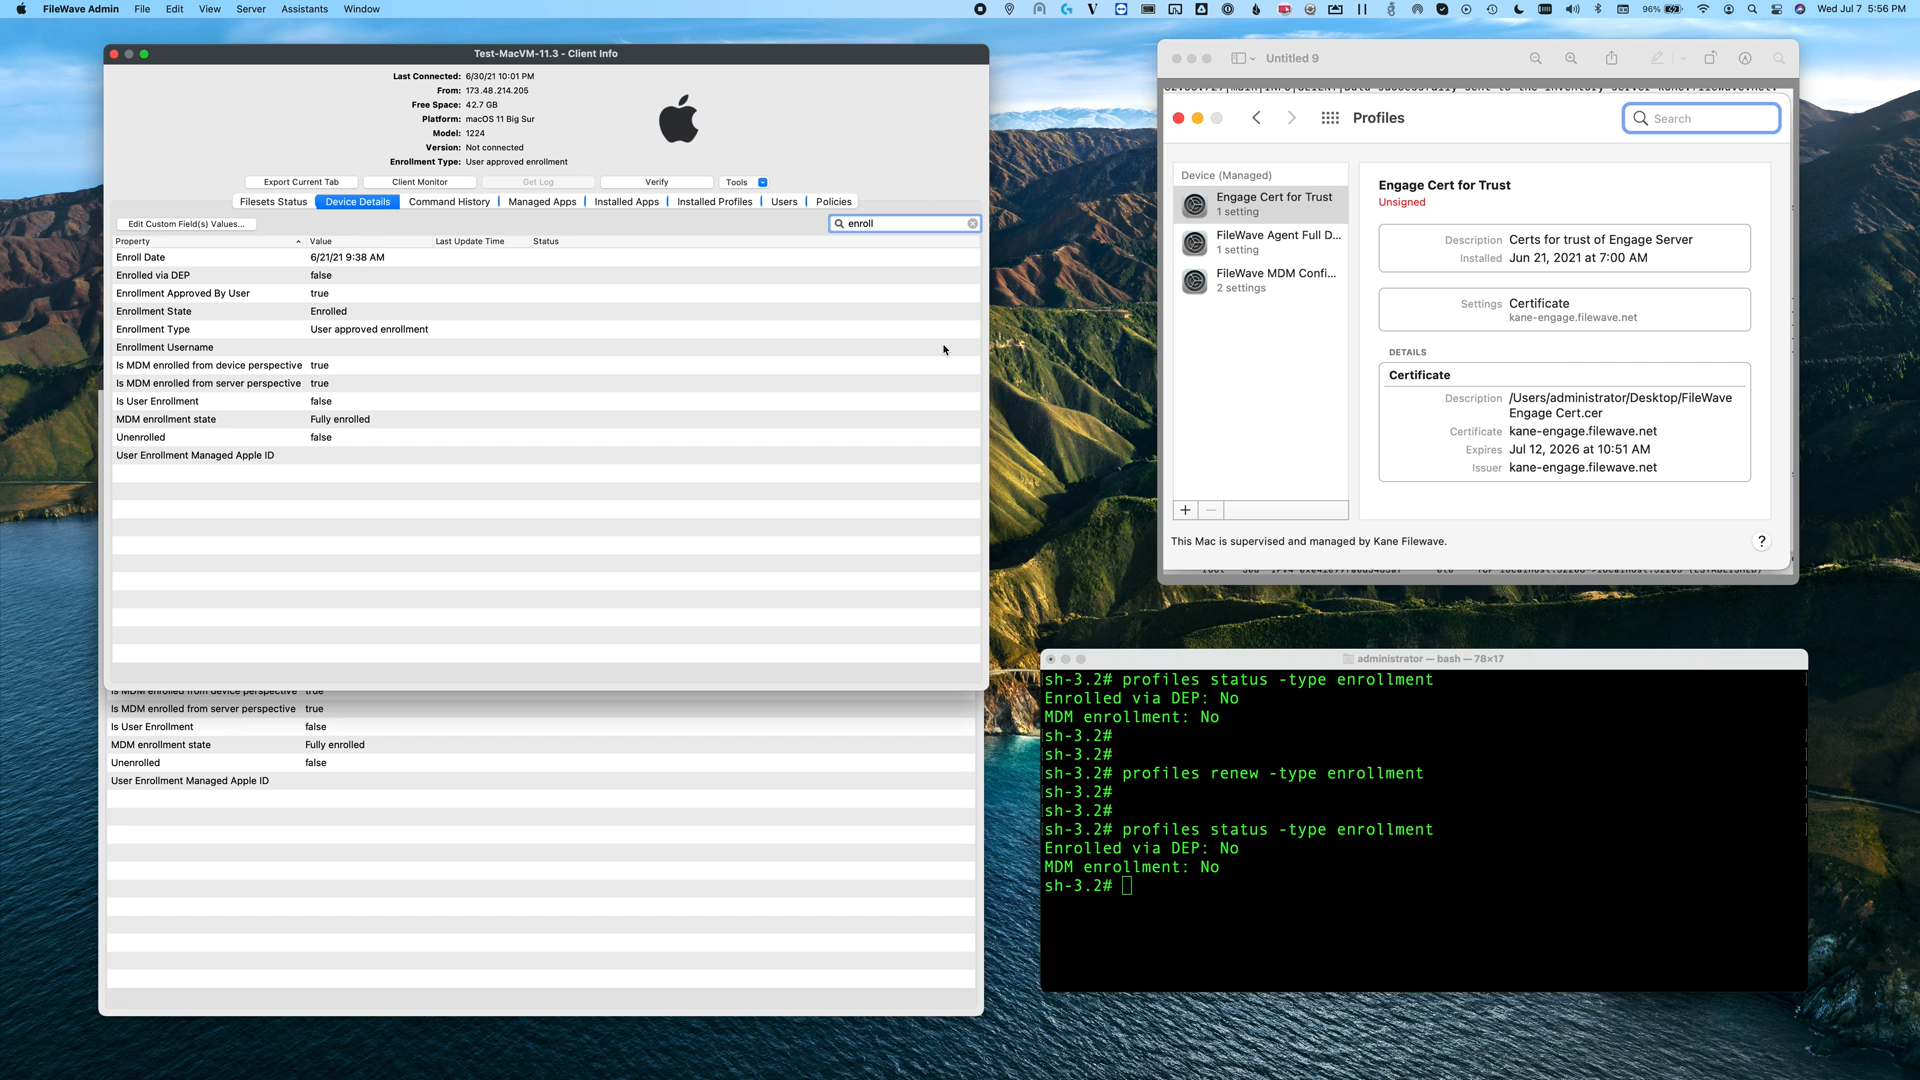 FileWave Admin File Edit View Server Assistants Window
96%
Wed Jul 7 5:56 PM
Test-MacVM-11.3 - Client Info
Last Connected: 6/30/21 10:01 PM
From: 173.48.214.205
Free Space: 42.7 GB
Platform: macOS 11 Big Sur
Model: 1224
Version: Not connected
Enrollment Type: User approved enrollment
Export Current Tab Client Monitor Get Log Verify Tools
Filesets Status Device Details Command History Managed Apps Installed Apps Installed Profiles Users Policies
Edit Custom Field(s) Values...
enroll
Property Value Last Update Time Status
Enroll Date 6/21/21 9:38 AM
Enrolled via DEP false
Enrollment Approved By User true
Enrollment State Enrolled
Enrollment Type User approved enrollment
Enrollment Username
Is MDM enrolled from device perspective true
Is MDM enrolled from server perspective true
Is User Enrollment false
MDM enrollment state Fully enrolled
Unenrolled false
User Enrollment Managed Apple ID
Is MDM enrolled from device perspective true
Is MDM enrolled from server perspective true
Is User Enrollment false
MDM enrollment state Fully enrolled
Unenrolled false
User Enrollment Managed Apple ID
Untitled 9
Profiles
Search
Device (Managed)
Engage Cert for Trust
1 setting
FileWave Agent Full D...
1 setting
FileWave MDM Confi...
2 settings
Engage Cert for Trust
Unsigned
Description Certs for trust of Engage Server
Installed Jun 21, 2021 at 7:00 AM
Settings Certificate
kane-engage.filewave.net
DETAILS
Certificate
Description /Users/administrator/Desktop/FileWave
Engage Cert.cer
Certificate kane-engage.filewave.net
Expires Jul 12, 2026 at 10:51 AM
Issuer kane-engage.filewave.net
+ −
This Mac is supervised and managed by Kane Filewave.
?
administrator — bash — 78×17
sh-3.2# profiles status -type enrollment
Enrolled via DEP: No
MDM enrollment: No
sh-3.2#
sh-3.2#
sh-3.2# profiles renew -type enrollment
sh-3.2#
sh-3.2#
sh-3.2# profiles status -type enrollment
Enrolled via DEP: No
MDM enrollment: No
sh-3.2#